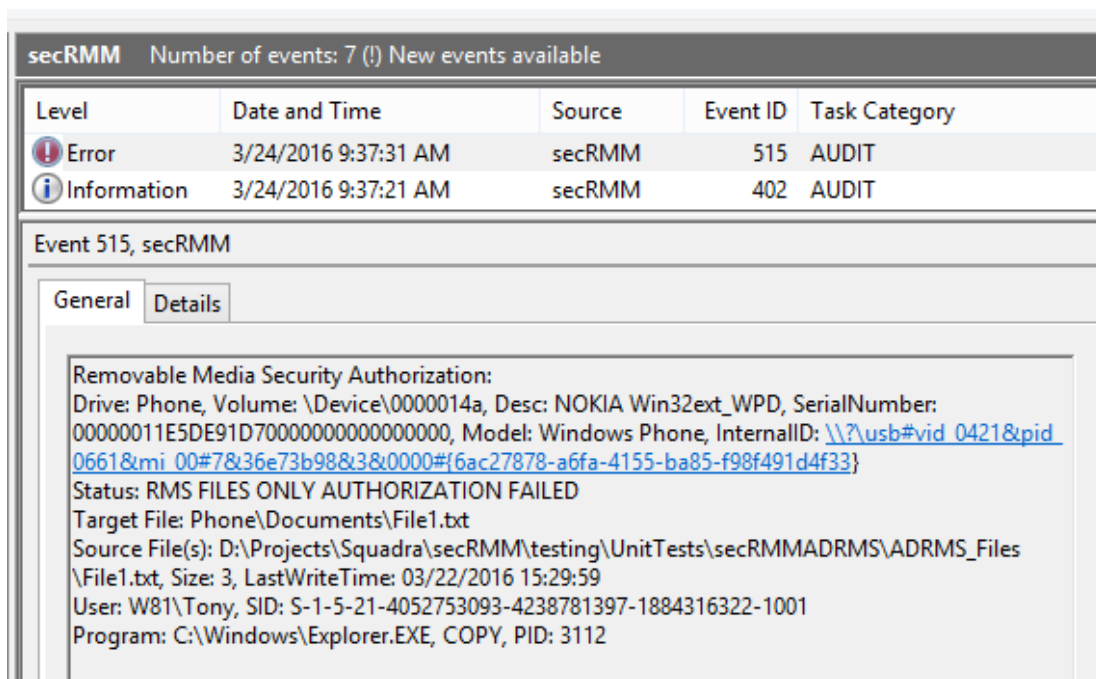 secRMM Number of events: 7 (!) New events available
Level Date and Time Source Event ID Task Category
Error 3/24/2016 9:37:31 AM secRMM 515 AUDIT
Information 3/24/2016 9:37:21 AM secRMM 402 AUDIT
Event 515, secRMM
General Details
Removable Media Security Authorization:
Drive: Phone, Volume: \Device\0000014a, Desc: NOKIA Win32ext_WPD, SerialNumber:
00000011E5DE91D70000000000000000, Model: Windows Phone, InternalID: \\?\usb#vid_0421&pid_
0661&mi_00#7&36e73b98&3&0000#{6ac27878-a6fa-4155-ba85-f98f491d4f33}
Status: RMS FILES ONLY AUTHORIZATION FAILED
Target File: Phone\Documents\File1.txt
Source File(s): D:\Projects\Squadra\secRMM\testing\UnitTests\secRMMADRMS\ADRMS_Files
\File1.txt, Size: 3, LastWriteTime: 03/22/2016 15:29:59
User: W81\Tony, SID: S-1-5-21-4052753093-4238781397-1884316322-1001
Program: C:\Windows\Explorer.EXE, COPY, PID: 3112